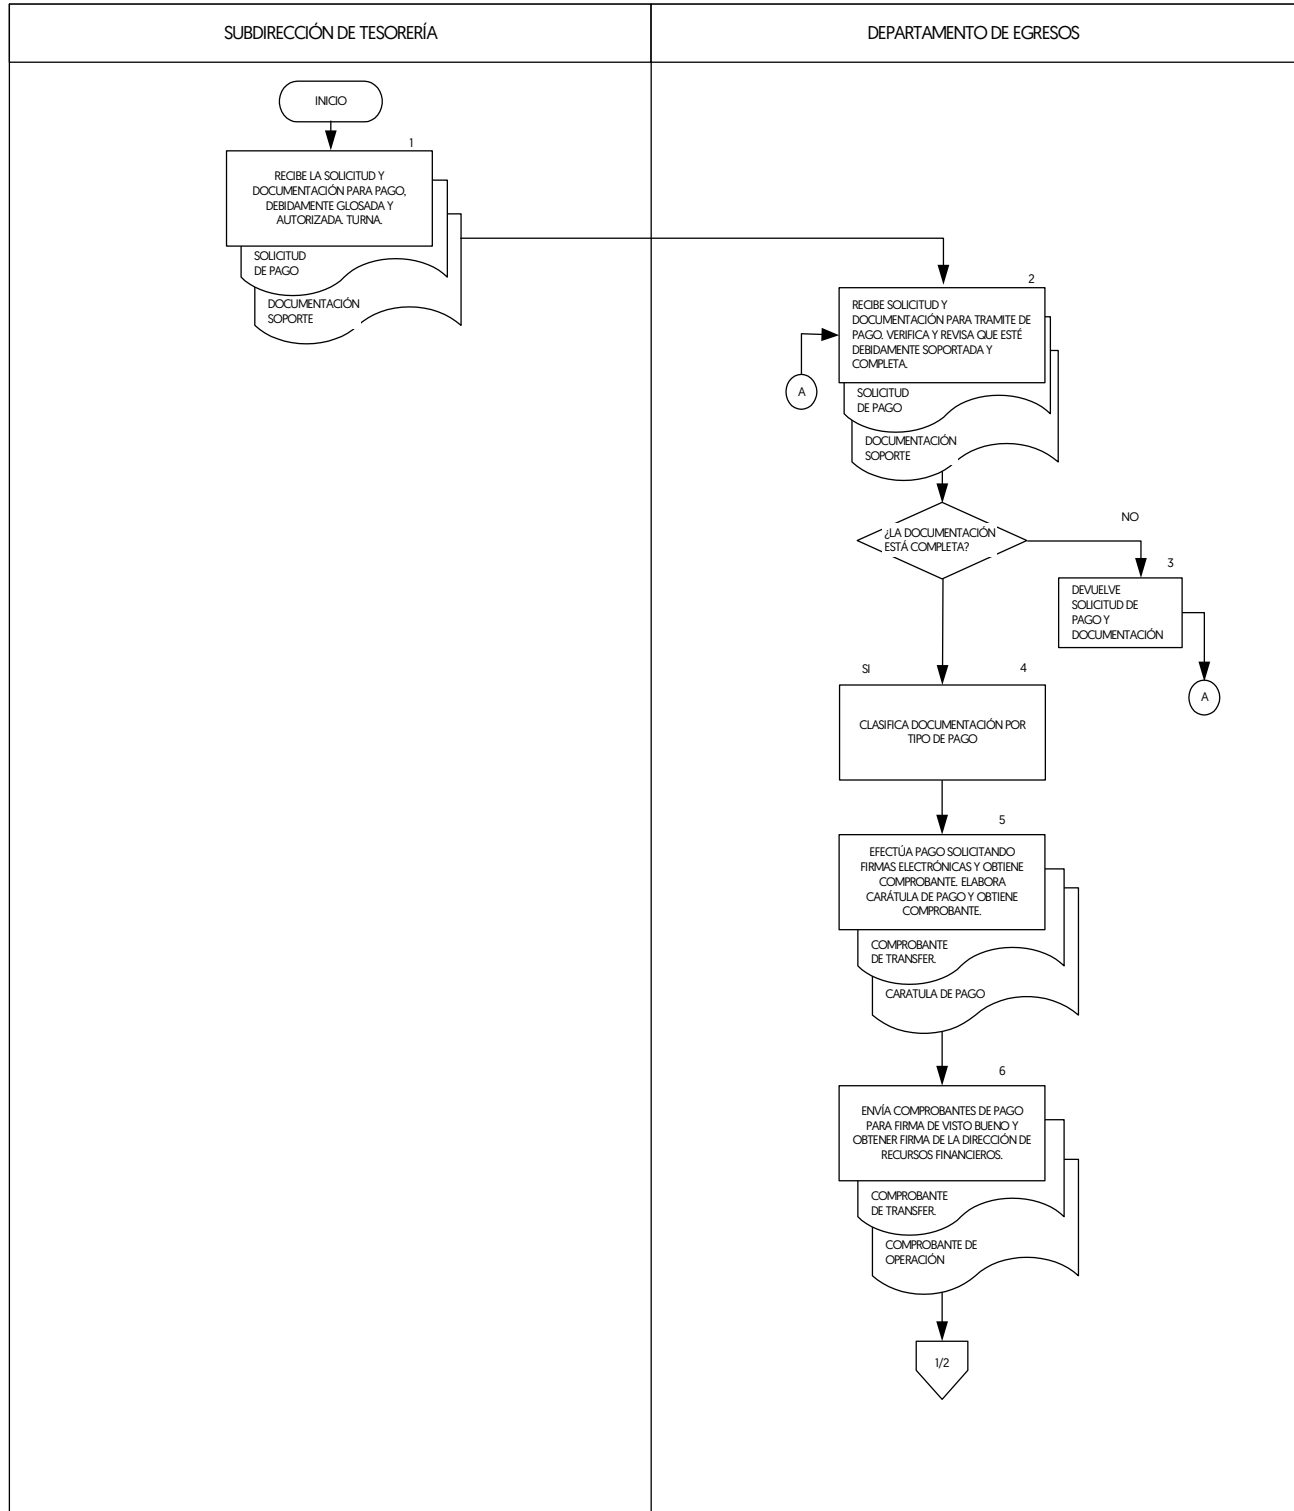 SUBDIRECCIÓN DE TESORERÍA
DEPARTAMENTO DE EGRESOS
INICIO
1
RECIBE LA SOLICITUD Y
DOCUMENTACIÓN PARA PAGO,
DEBIDAMENTE GLOSADA Y
AUTORIZADA. TURNA.
SOLICITUD
DE PAGO
DOCUMENTACIÓN
SOPORTE
2
RECIBE SOLICITUD Y
DOCUMENTACIÓN PARA TRAMITE DE
PAGO. VERIFICA Y REVISA QUE ESTÉ
DEBIDAMENTE SOPORTADA Y
COMPLETA.
A
SOLICITUD
DE PAGO
DOCUMENTACIÓN
SOPORTE
¿LA DOCUMENTACIÓN
ESTÁ COMPLETA?
NO
3
DEVUELVE
SOLICITUD DE
PAGO Y
DOCUMENTACIÓN
A
SI
4
CLASIFICA DOCUMENTACIÓN POR
TIPO DE PAGO
5
EFECTÚA PAGO SOLICITANDO
FIRMAS ELECTRÓNICAS Y OBTIENE
COMPROBANTE. ELABORA
CARÁTULA DE PAGO Y OBTIENE
COMPROBANTE.
COMPROBANTE
DE TRANSFER.
CARATULA DE PAGO
6
ENVÍA COMPROBANTES DE PAGO
PARA FIRMA DE VISTO BUENO Y
OBTENER FIRMA DE LA DIRECCIÓN DE
RECURSOS FINANCIEROS.
COMPROBANTE
DE TRANSFER.
COMPROBANTE DE
OPERACIÓN
1/2